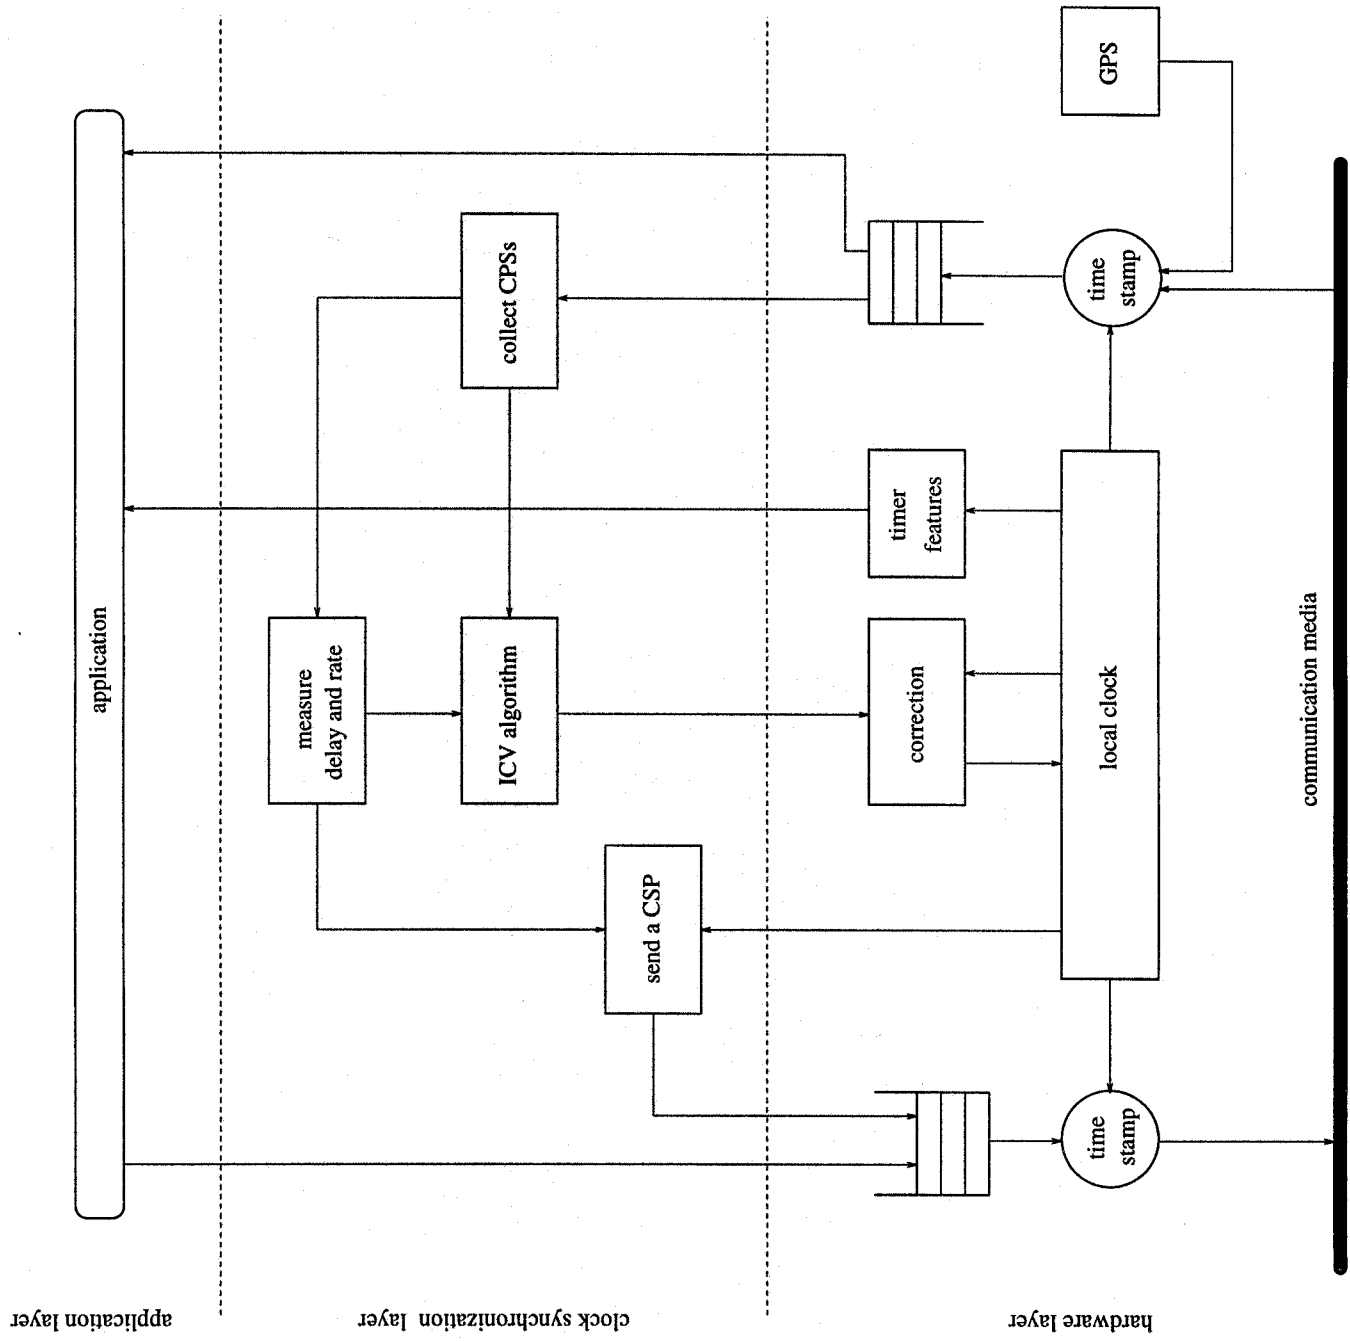 application layer
application
clock synchronization layer
measure
delay and rate
collect CPSs
ICV algorithm
send a CSP
hardware layer
correction
timer
features
time
stamp
local clock
time
stamp
GPS
communication media